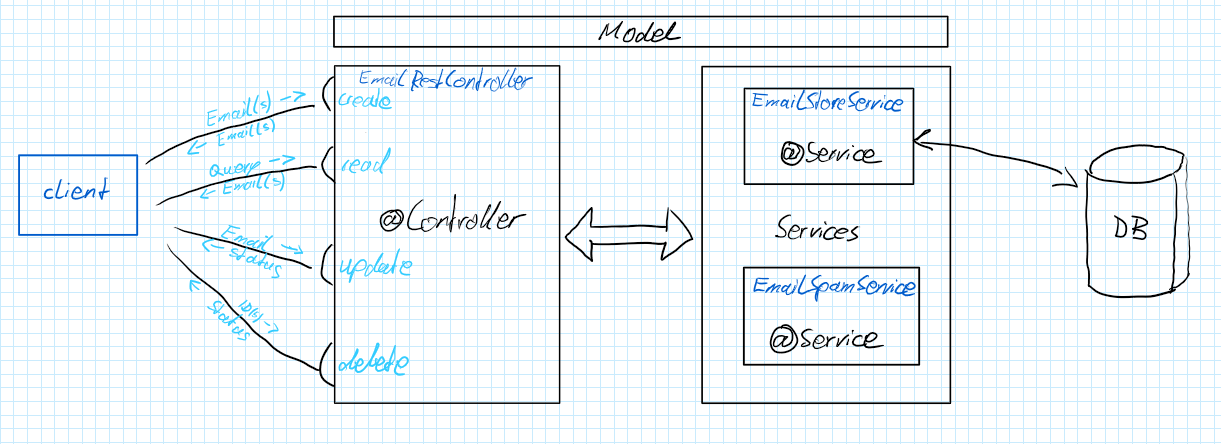 Model
EmailRestController
create
Email(s) ->
<- Email(s)
read
Query ->
<- Email(s)
client
@Controller
update
Email ->
<- Status
delete
ID(s) ->
<- Status
EmailStoreService
@Service
Services
EmailSpamService
@Service
DB